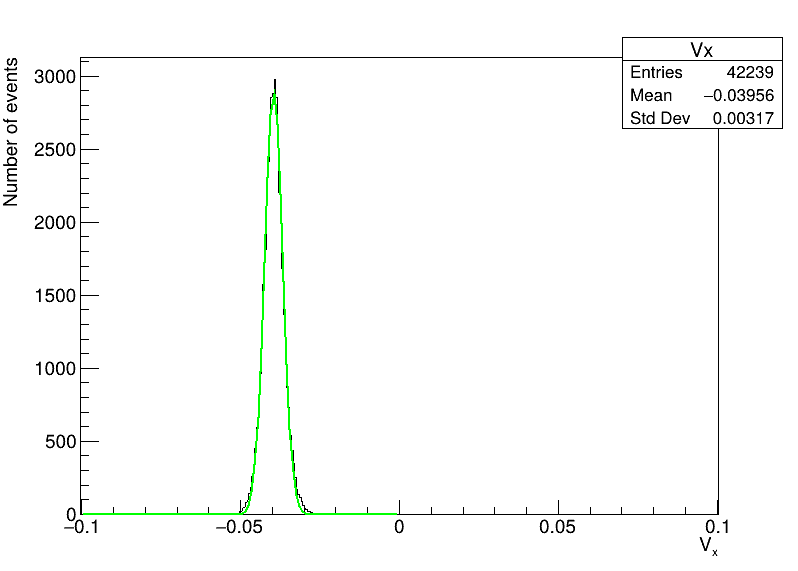 Vx
Entries 42239
Mean −0.03956
Std Dev 0.00317
Number of events
3000
2500
2000
1500
1000
500
0
−0.1 −0.05 0 0.05 0.1
Vx